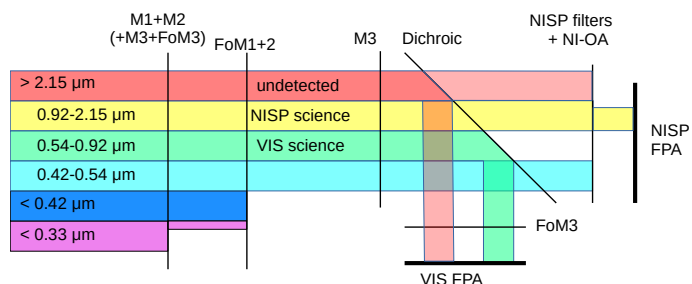 M1+M2
(+M3+FoM3)
FoM1+2
M3
Dichroic
NISP filters
+ NI-OA
> 2.15 µm
undetected
0.92-2.15 µm
NISP science
0.54-0.92 µm
VIS science
0.42-0.54 µm
< 0.42 µm
< 0.33 µm
NISP
FPA
FoM3
VIS FPA